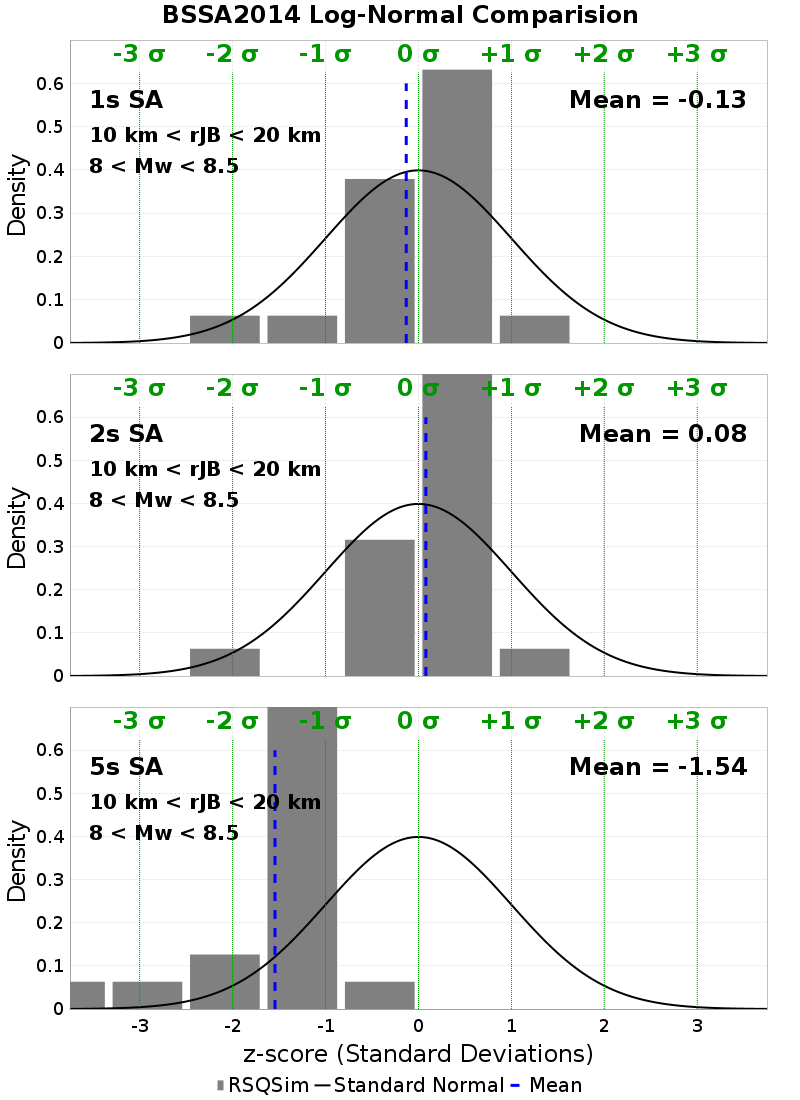 BSSA2014 Log-Normal Comparision
-3 σ -2 σ -1 σ 0 σ +1 σ +2 σ +3 σ
1s SA
Mean = -0.13
10 km < rJB < 20 km
8 < Mw < 8.5
Density
0.6
0.5
0.4
0.3
0.2
0.1
0
-3 σ -2 σ -1 σ 0 σ +1 σ +2 σ +3 σ
2s SA
Mean = 0.08
10 km < rJB < 20 km
8 < Mw < 8.5
Density
0.6
0.5
0.4
0.3
0.2
0.1
0
-3 σ -2 σ -1 σ 0 σ +1 σ +2 σ +3 σ
5s SA
Mean = -1.54
10 km < rJB < 20 km
8 < Mw < 8.5
Density
0.6
0.5
0.4
0.3
0.2
0.1
0
-3 -2 -1 0 1 2 3
z-score (Standard Deviations)
RSQSim Standard Normal Mean